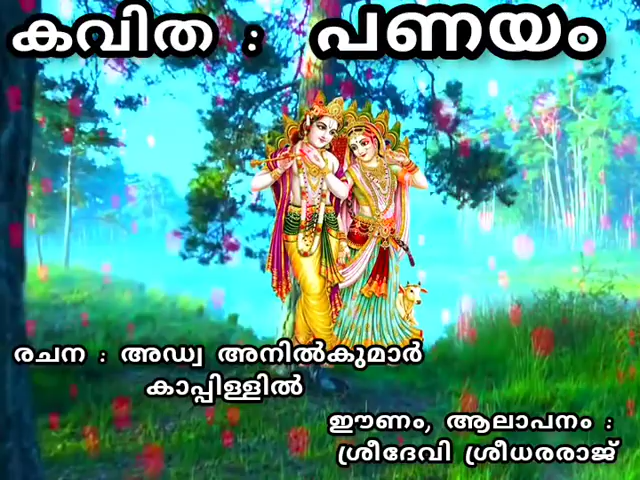 കവിത : പണയം
രചന : അഡ്വ അനിൽകുമാർ
കാപ്പിള്ളിൽ
ഈണം, ആലാപനം :
ശ്രീദേവി ശ്രീധരരാജ്